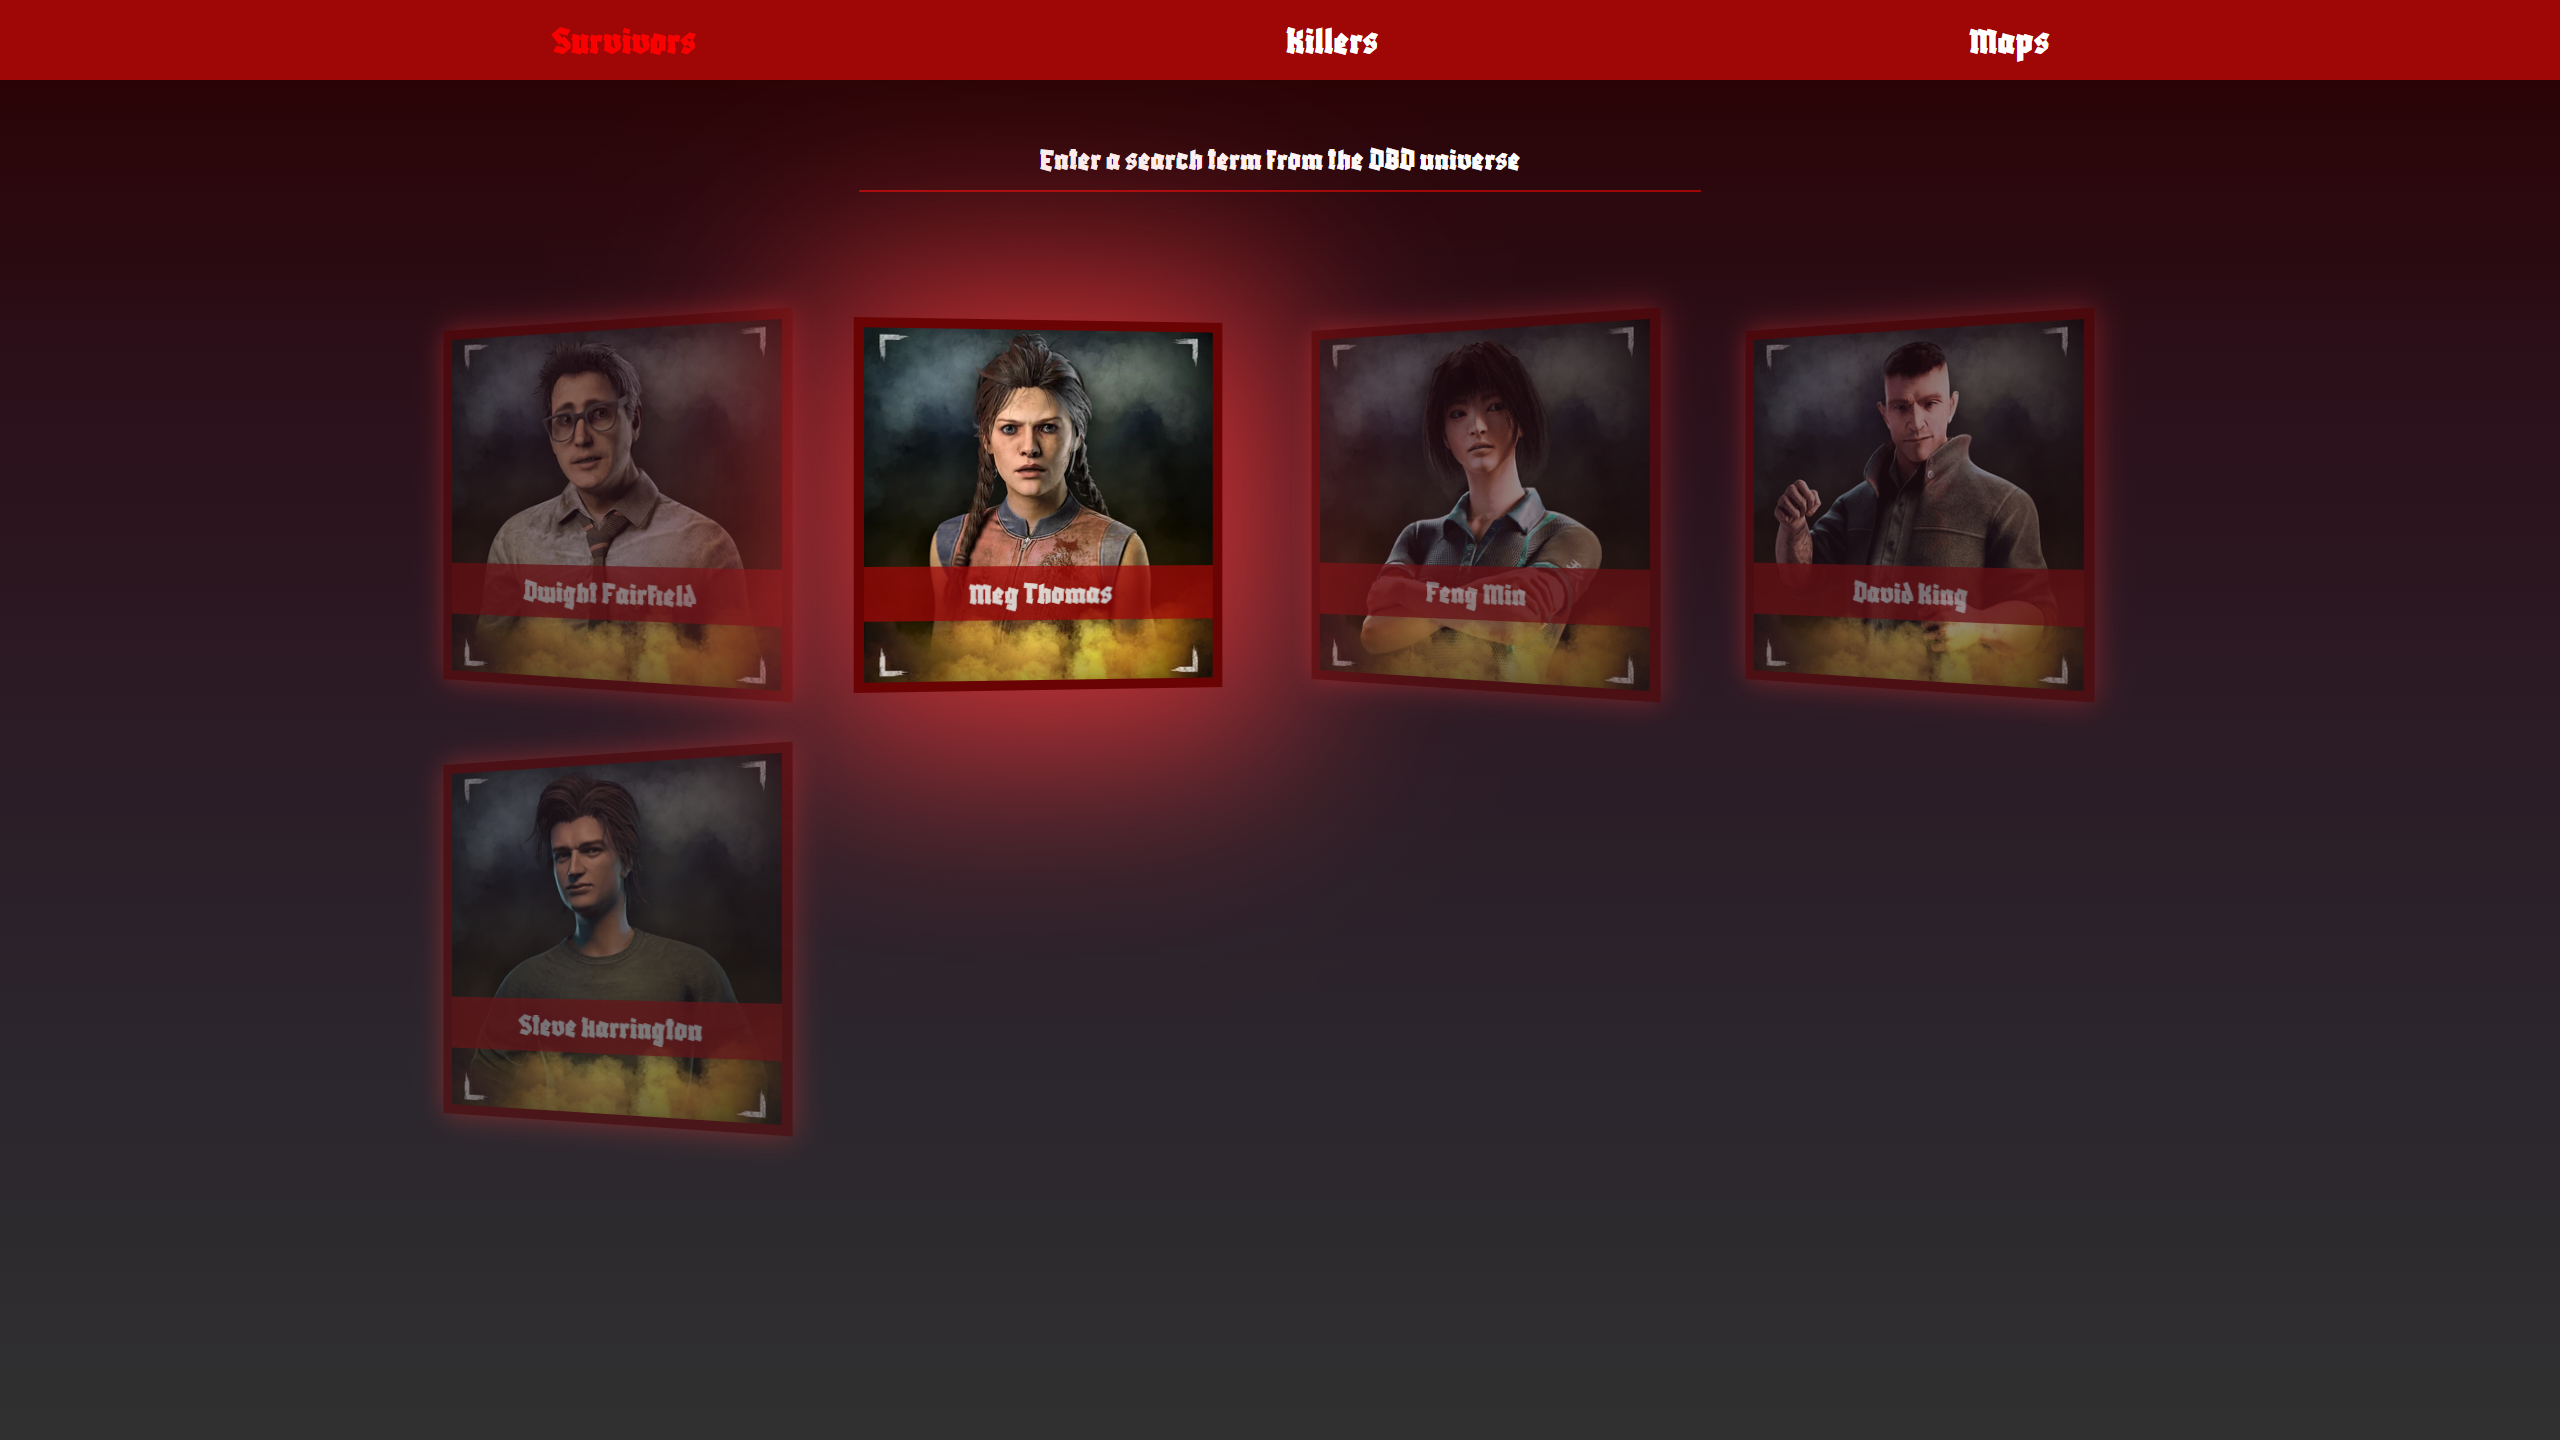 Survivors Killers Maps
Enter a search term from the DBD universe
Dwight Fairfield
Meg Thomas
Feng Min
David King
Steve Harrington